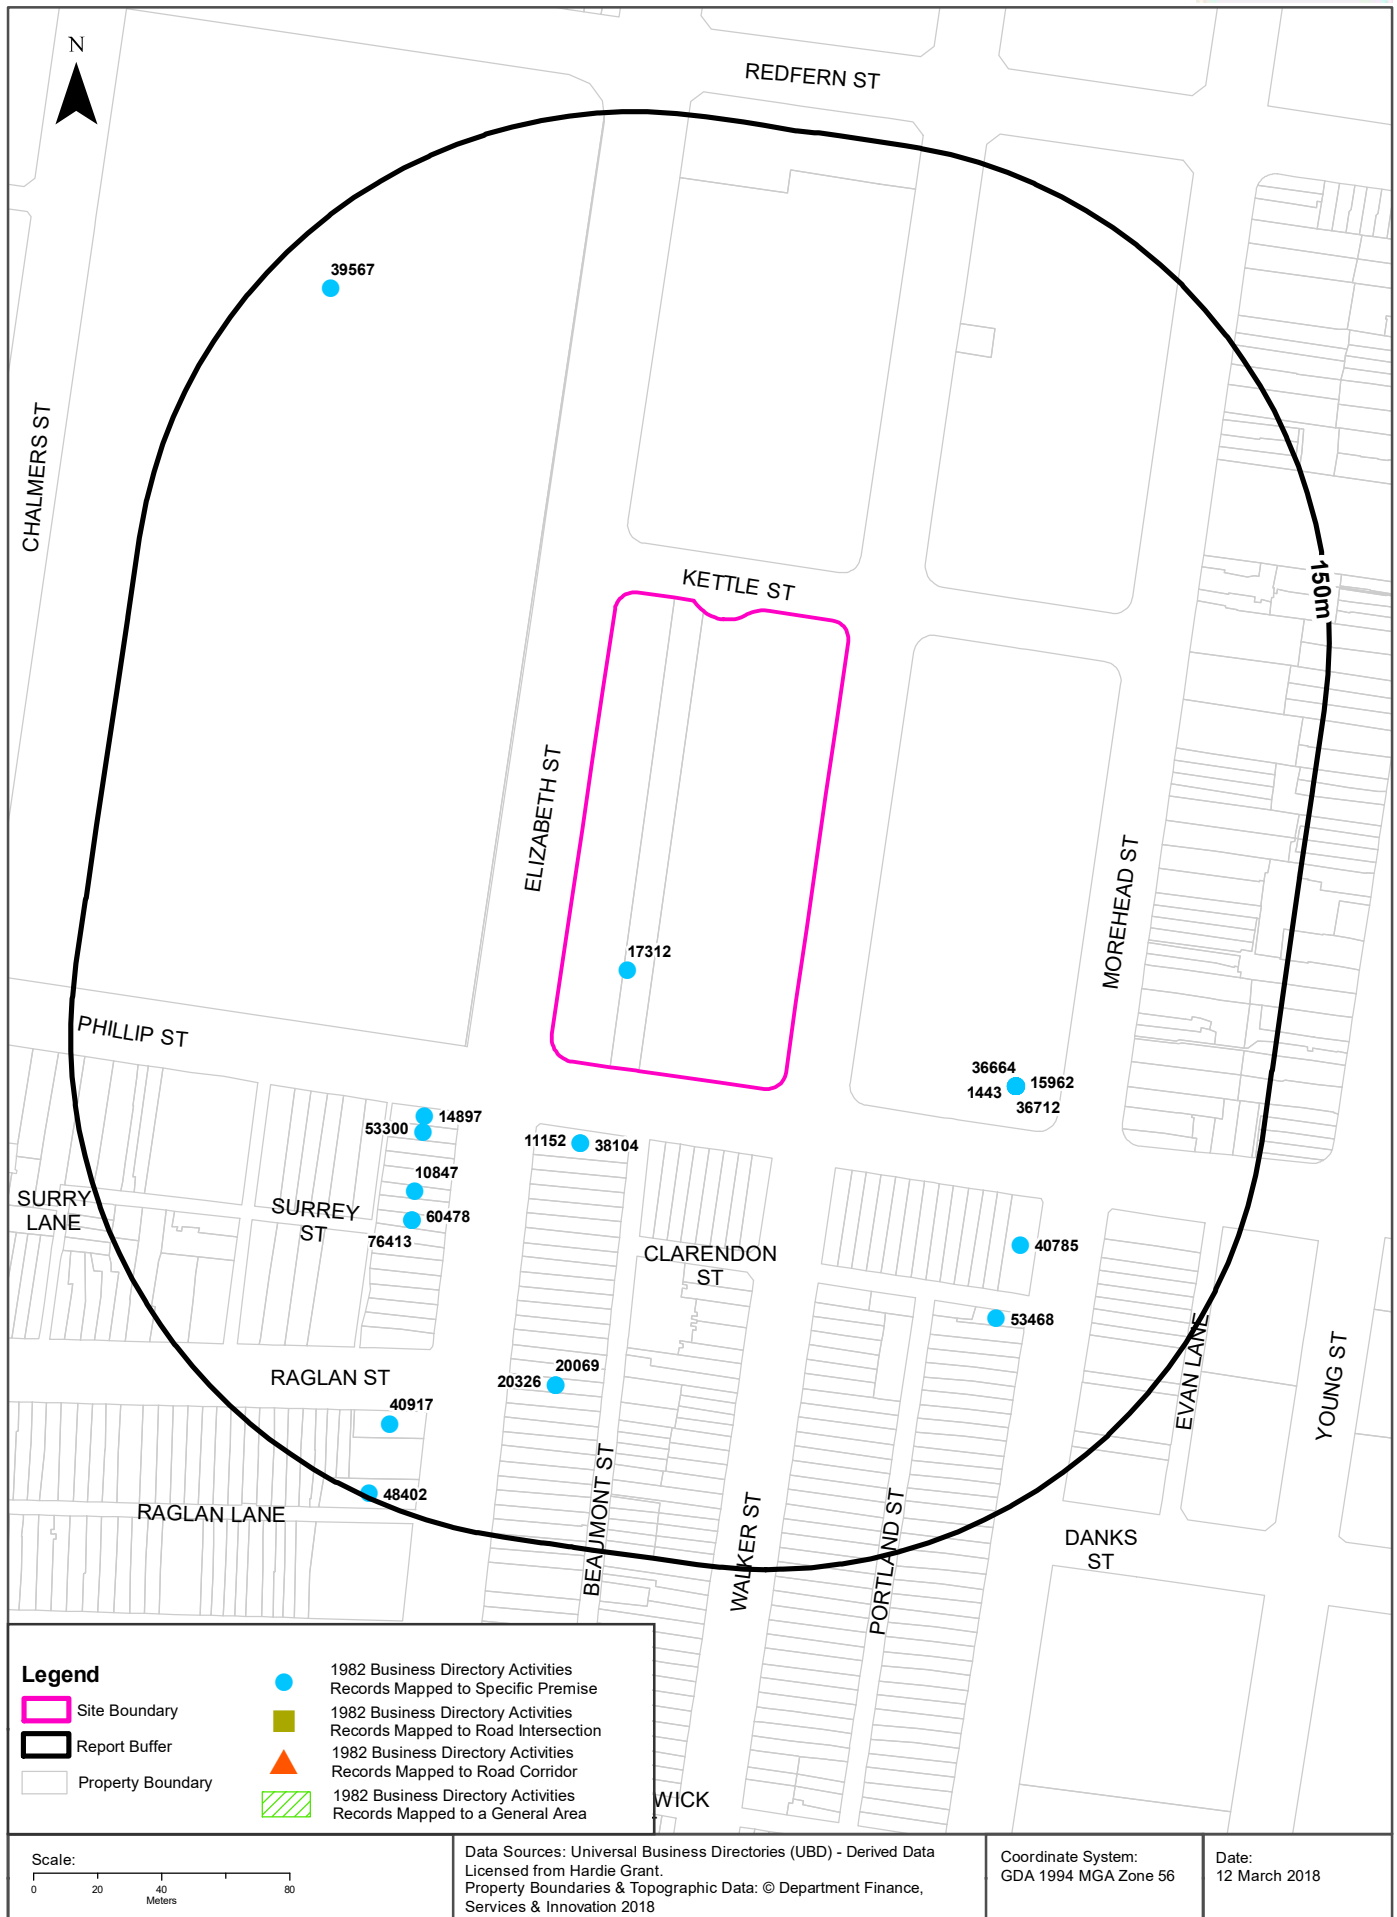 N
REDFERN ST
39567
CHALMERS ST
KETTLE ST
150m
ELIZABETH ST
MOREHEAD ST
17312
PHILLIP ST
36664
15962
1443
36712
14897
53300
11152
38104
10847
SURRY
LANE
SURREY
ST
60478
76413
CLARENDON
ST
40785
53468
EVAN LANE
YOUNG ST
RAGLAN ST
20069
20326
40917
48402
RAGLAN LANE
BEAUMONT ST
WALKER ST
PORTLAND ST
DANKS
ST
WICK
Legend
Site Boundary
Report Buffer
Property Boundary
1982 Business Directory Activities
Records Mapped to Specific Premise
1982 Business Directory Activities
Records Mapped to Road Intersection
1982 Business Directory Activities
Records Mapped to Road Corridor
1982 Business Directory Activities
Records Mapped to a General Area
Scale:
0 20 40 80
Meters
Data Sources: Universal Business Directories (UBD) - Derived Data
Licensed from Hardie Grant.
Property Boundaries & Topographic Data: © Department Finance,
Services & Innovation 2018
Coordinate System:
GDA 1994 MGA Zone 56
Date:
12 March 2018